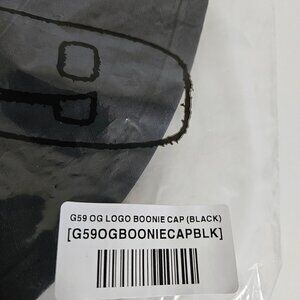 G59 OG LOGO BOONIE CAP (BLACK)
[G59OGBOONIECAPBLK]